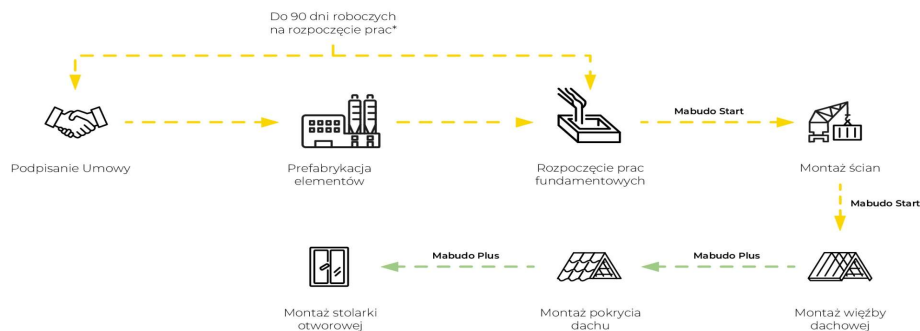 Do 90 dni roboczych
na rozpoczęcie prac*
Mabudo Start
Podpisanie Umowy
Prefabrykacja
elementów
Rozpoczęcie prac
fundamentowych
Montaż ścian
Mabudo Start
Mabudo Plus
Mabudo Plus
Montaż stolarki
otworowej
Montaż pokrycia
dachu
Montaż więźby
dachowej